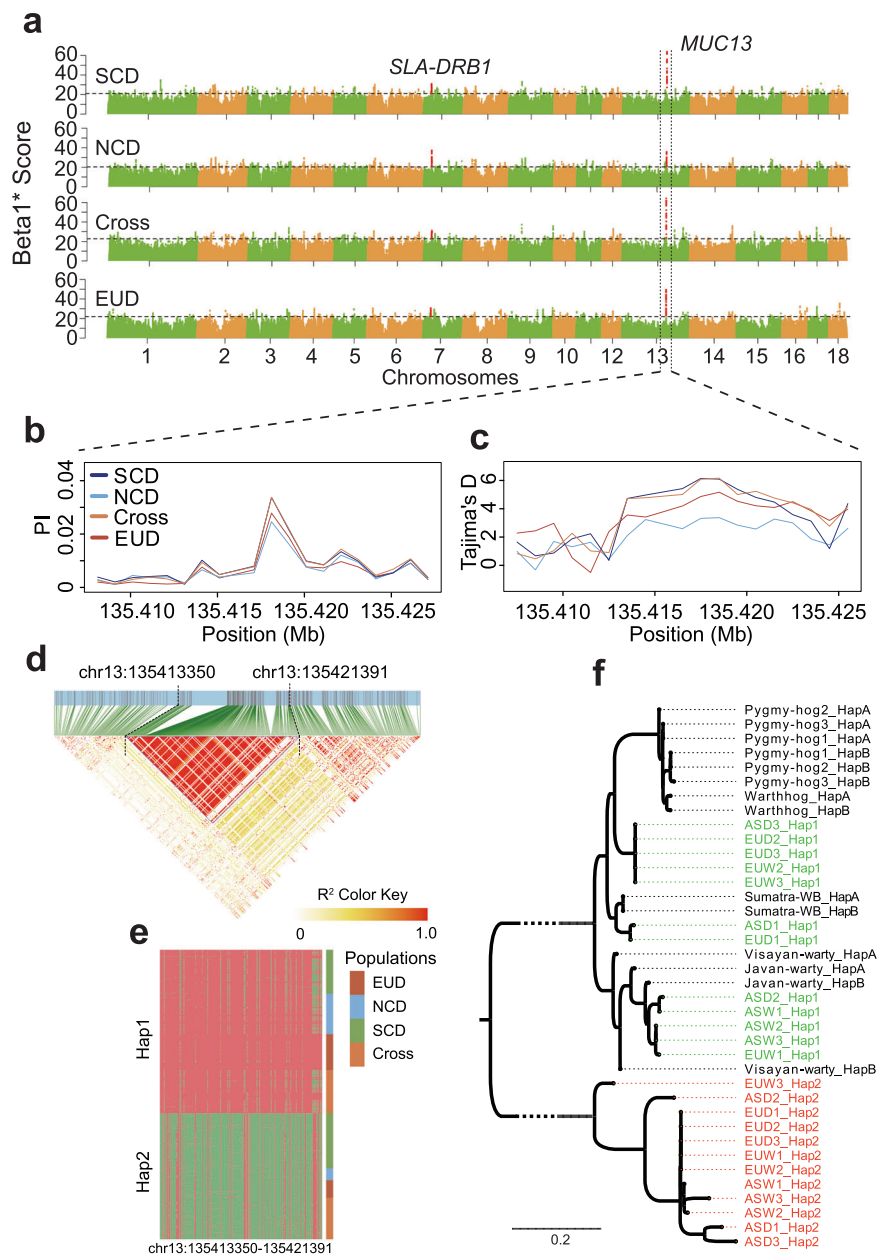 a
Beta1* Score
SLA-DRB1
MUC13
SCD
60
40
20
0
NCD
60
40
20
0
Cross
60
40
20
0
EUD
60
40
20
0
1 2 3 4 5 6 7 8 9 10 11 12 13 14 15 16 17 18
Chromosomes
b
PI
0.04
0.02
0
SCD
NCD
Cross
EUD
135.410 135.415 135.420 135.425
Position (Mb)
c
Tajima's D
6
4
2
0
135.410 135.415 135.420 135.425
Position (Mb)
d
chr13:135413350
chr13:135421391
R² Color Key
0 1.0
e
Hap1
Hap2
Populations
EUD
NCD
SCD
Cross
chr13:135413350-135421391
f
Pygmy-hog2_HapA
Pygmy-hog3_HapA
Pygmy-hog1_HapA
Pygmy-hog1_HapB
Pygmy-hog2_HapB
Pygmy-hog3_HapB
Warthhog_HapA
Warthhog_HapB
ASD3_Hap1
EUD2_Hap1
EUD3_Hap1
EUW2_Hap1
EUW3_Hap1
Sumatra-WB_HapA
Sumatra-WB_HapB
ASD1_Hap1
EUD1_Hap1
Visayan-warty_HapA
Javan-warty_HapA
Javan-warty_HapB
ASD2_Hap1
ASW1_Hap1
ASW2_Hap1
ASW3_Hap1
EUW1_Hap1
Visayan-warty_HapB
EUW3_Hap2
ASD2_Hap2
EUD1_Hap2
EUD2_Hap2
EUD3_Hap2
EUW1_Hap2
EUW2_Hap2
ASW1_Hap2
ASW3_Hap2
ASW2_Hap2
ASD1_Hap2
ASD3_Hap2
0.2